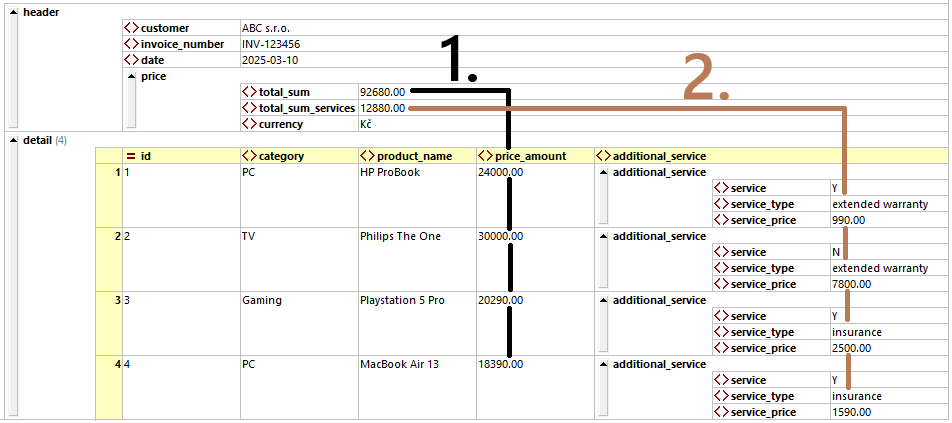 header
customer ABC s.r.o.
invoice_number INV-123456
date 2025-03-10
price
1.
2.
total_sum 92680.00
total_sum_services 12880.00
currency Kč
detail (4)
id category product_name price_amount additional_service
1 1 PC HP ProBook 24000.00 additional_service
service Y
service_type extended warranty
service_price 990.00
2 2 TV Philips The One 30000.00 additional_service
service N
service_type extended warranty
service_price 7800.00
3 3 Gaming Playstation 5 Pro 20290.00 additional_service
service Y
service_type insurance
service_price 2500.00
4 4 PC MacBook Air 13 18390.00 additional_service
service Y
service_type insurance
service_price 1590.00